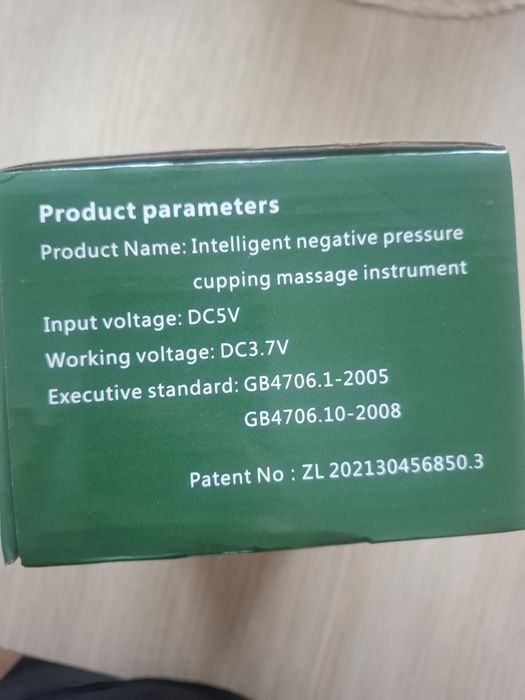 Product parameters
Product Name: Intelligent negative pressure
cupping massage instrument
Input voltage: DC5V
Working voltage: DC3.7V
Executive standard: GB4706.1-2005
GB4706.10-2008
Patent No : ZL 202130456850.3